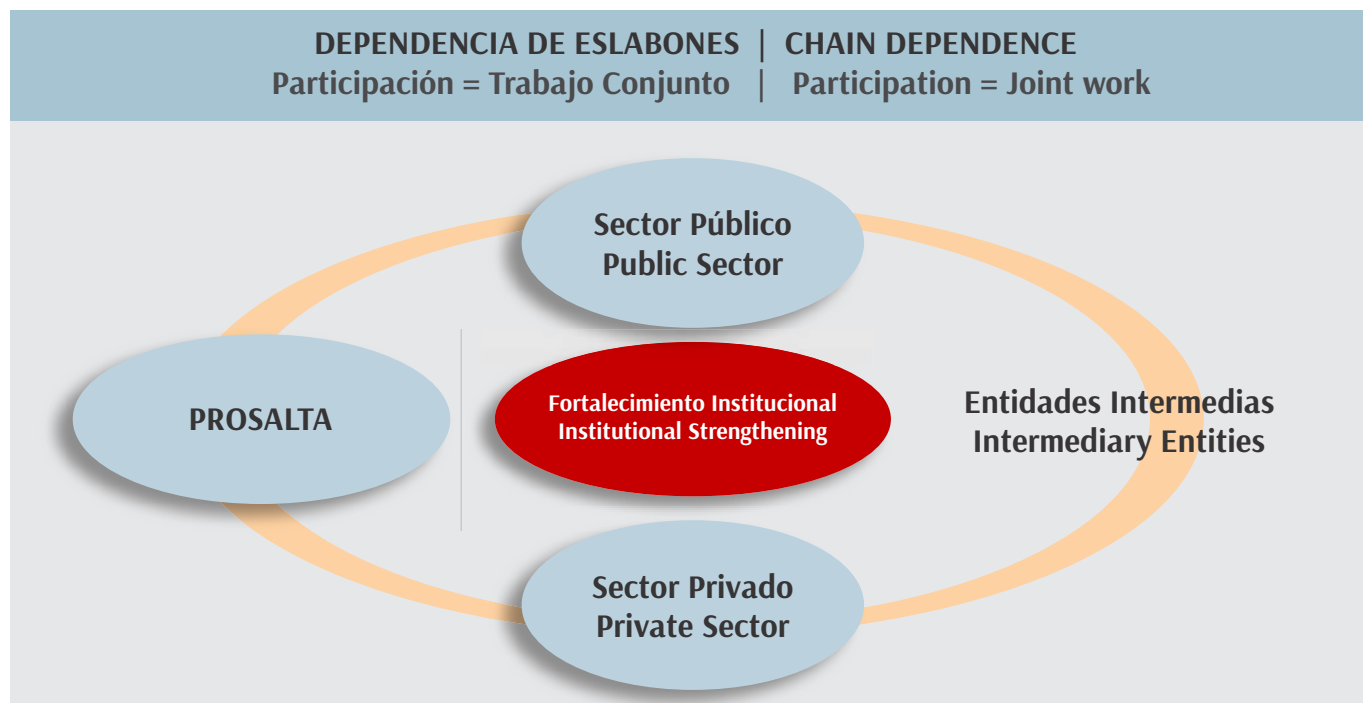 DEPENDENCIA DE ESLABONES | CHAIN DEPENDENCE
Participación = Trabajo Conjunto | Participation = Joint work
Sector Público
Public Sector
PROSALTA
Fortalecimiento Institucional
Institutional Strengthening
Entidades Intermedias
Intermediary Entities
Sector Privado
Private Sector